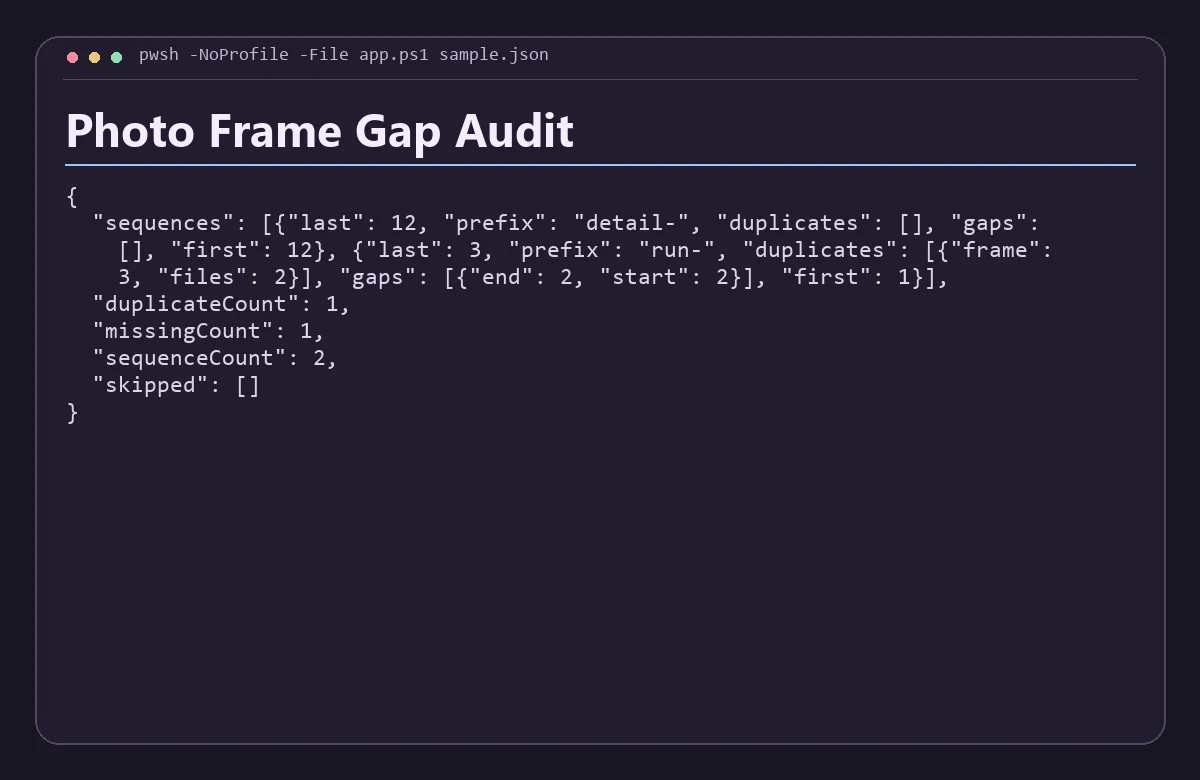 pwsh -NoProfile -File app.ps1 sample.json
Photo Frame Gap Audit
{
  "sequences": [{"last": 12, "prefix": "detail-", "duplicates": [], "gaps":
    [], "first": 12}, {"last": 3, "prefix": "run-", "duplicates": [{"frame":
    3, "files": 2}], "gaps": [{"end": 2, "start": 2}], "first": 1}],
  "duplicateCount": 1,
  "missingCount": 1,
  "sequenceCount": 2,
  "skipped": []
}